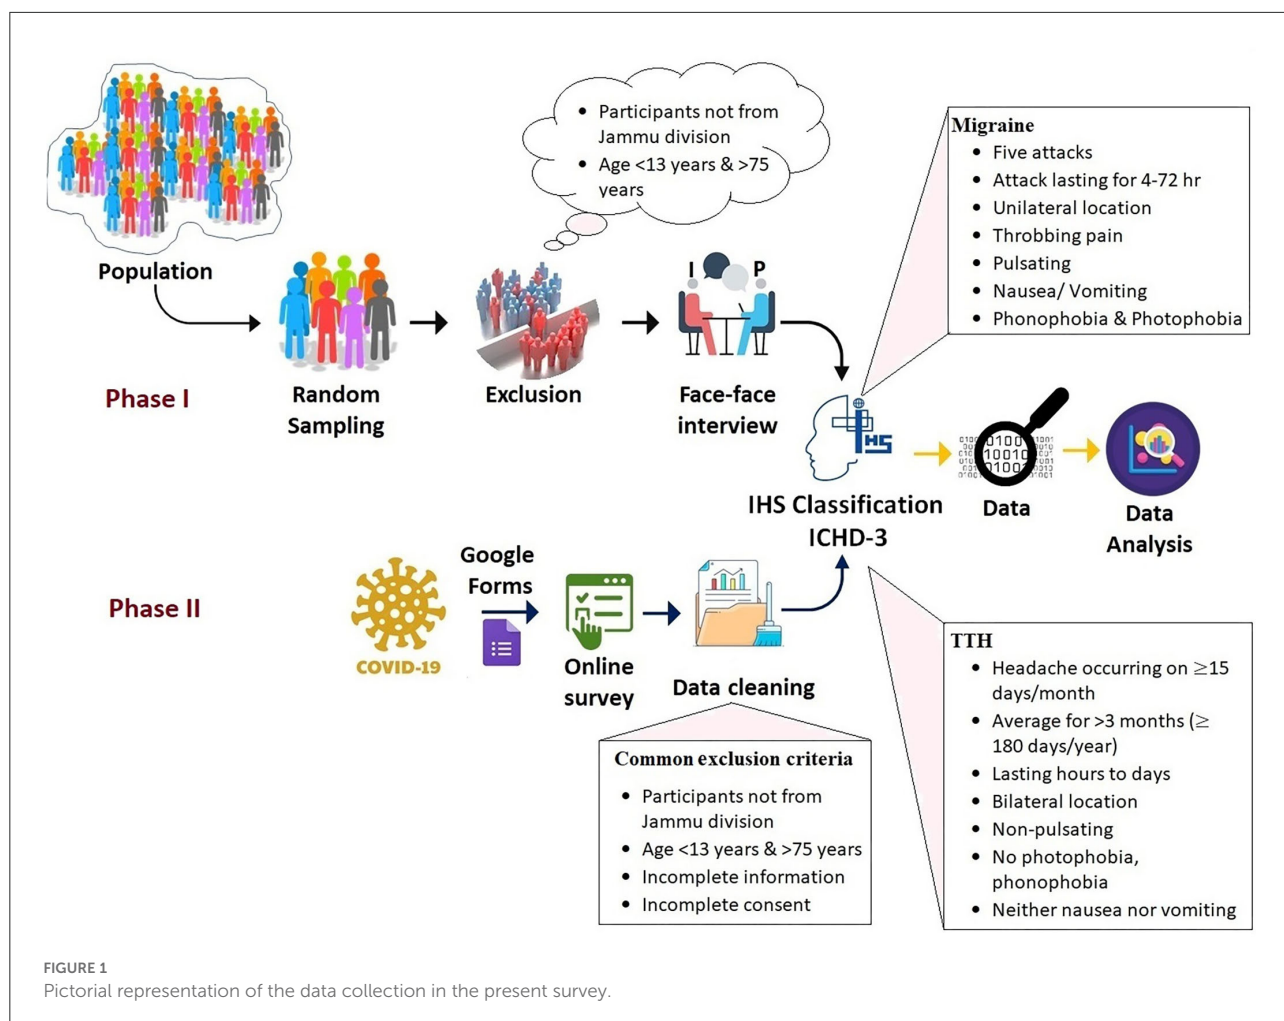 Population
• Participants not from
Jammu division
• Age <13 years & >75
years
Migraine
• Five attacks
• Attack lasting for 4-72 hr
• Unilateral location
• Throbbing pain
• Pulsating
• Nausea/ Vomiting
• Phonophobia & Photophobia
I P
Phase I
Random
Sampling
Exclusion
Face-face
interview
IHS
IHS Classification
ICHD-3
Data
Data
Analysis
Phase II
COVID-19
Google
Forms
Online
survey
Data cleaning
Common exclusion criteria
• Participants not from
Jammu division
• Age <13 years & >75 years
• Incomplete information
• Incomplete consent
TTH
• Headache occurring on ≥15
days/month
• Average for >3 months (≥
180 days/year)
• Lasting hours to days
• Bilateral location
• Non-pulsating
• No photophobia,
phonophobia
• Neither nausea nor vomiting
FIGURE 1
Pictorial representation of the data collection in the present survey.